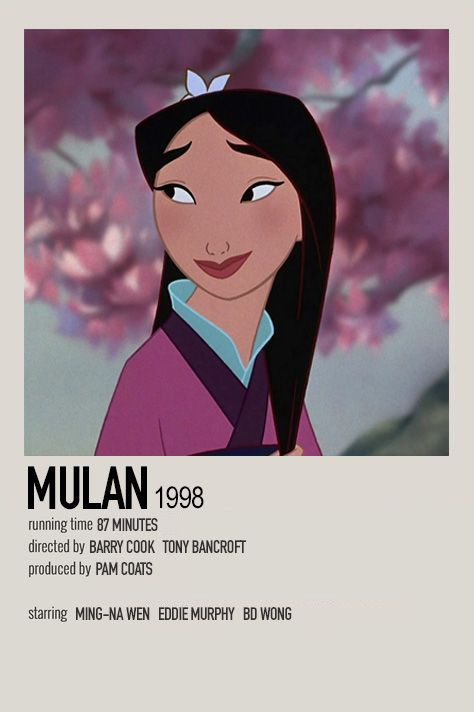 MULAN 1998
running time 87 MINUTES
directed by BARRY COOK TONY BANCROFT
produced by PAM COATS
starring MING-NA WEN EDDIE MURPHY BD WONG